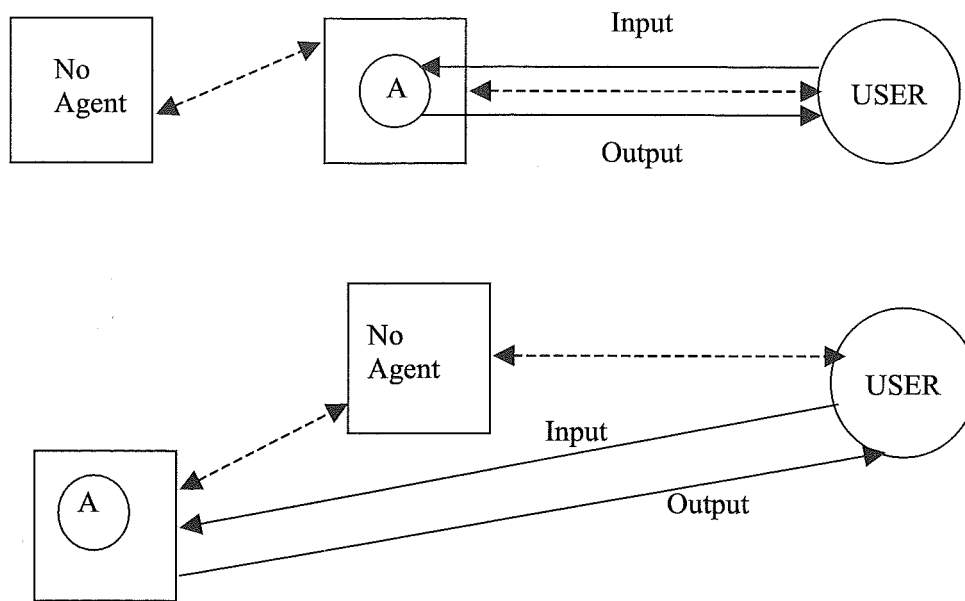 Input
No
Agent
A
USER
Output
No
Agent
USER
Input
A
Output